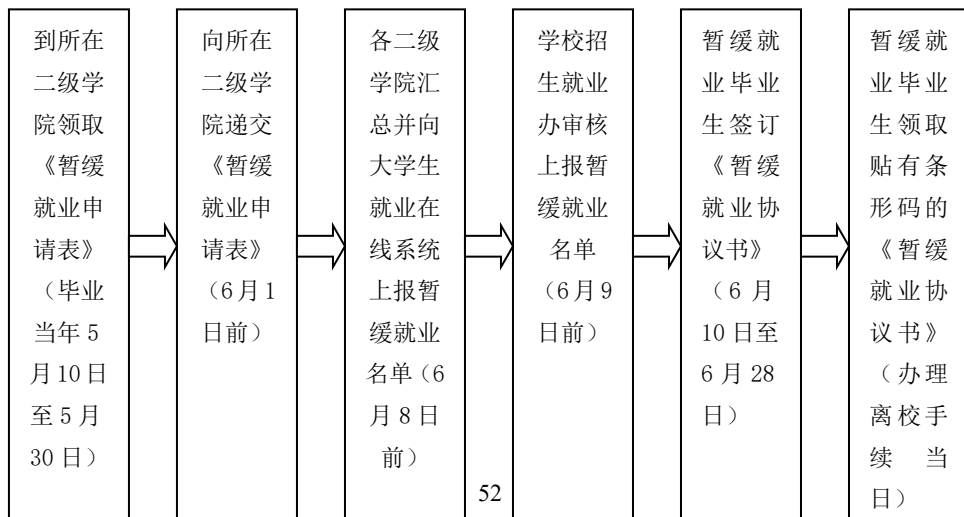 到所在
二级学
院领取
《暂缓
就业申
请表》
（毕业
当年 5
月 10 日
至 5 月
30 日）
向所在
二级学
院递交
《暂缓
就业申
请表》
（6 月 1
日前）
各二级
学院汇
总并向
大学生
就业在
线系统
上报暂
缓就业
名单（6
月 8 日
前）
学校招
生就业
办审核
上报暂
缓就业
名单
（6 月 9
日前）
暂缓就
业毕业
生签订
《暂缓
就业协
议书》
（6 月
10 日至
6 月 28
日）
暂缓就
业毕业
生领取
贴有条
形码的
《暂缓
就业协
议书》
（办理
离校手
续 当
日）
52